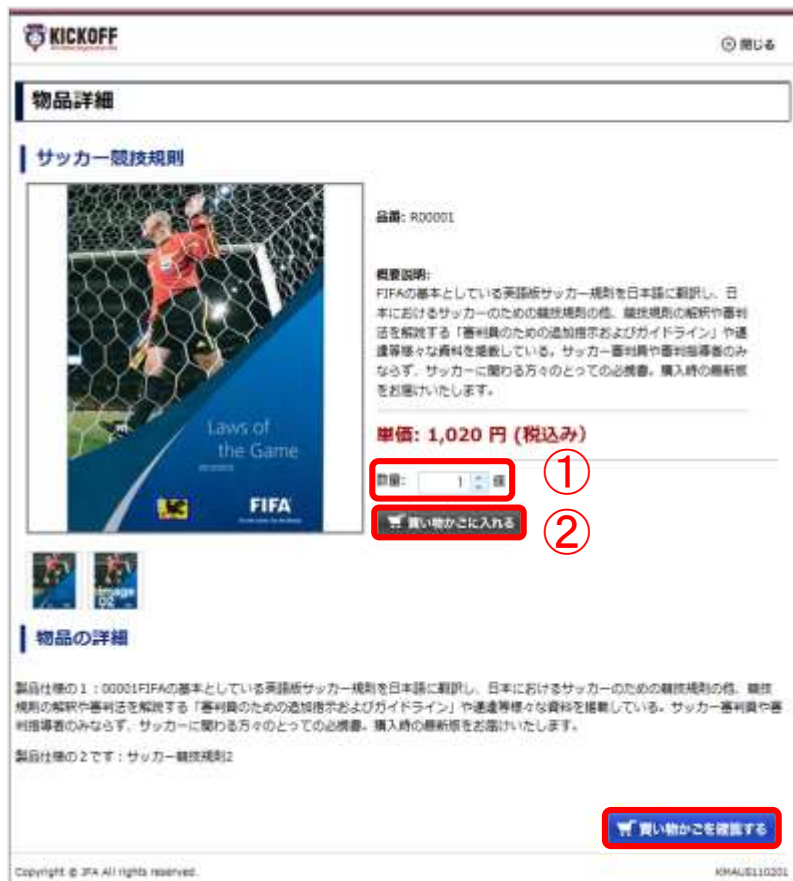 KICKOFF
閉じる
物品詳細
サッカー競技規則
品番: R00001
概要説明:
FIFAの基本としている英語版サッカー規則を日本語に翻訳し、日
本におけるサッカーのための競技規則の他、競技規則の解釈や審判
法を解説する「審判員のための追加指示およびガイドライン」や通
達等様々な資料を掲載している。サッカー審判員や審判指導者のみ
ならず、サッカーに関わる方々のとっての必携書。購入時の最新版
をお届けいたします。
Laws of
the Game
FIFA
単価: 1,020 円 (税込み)
数量: 1 個
①
買い物かごに入れる
②
image
02
物品の詳細
製品仕様の1：00001FIFAの基本としている英語版サッカー規則を日本語に翻訳し、日本におけるサッカーのための競技規則の他、競技
規則の解釈や審判法を解説する「審判員のための追加指示およびガイドライン」や通達等様々な資料を掲載している。サッカー審判員や審
判指導者のみならず、サッカーに関わる方々のとっての必携書。購入時の最新版をお届けいたします。
製品仕様の2です：サッカー競技規則2
買い物かごを確認する
Copyright © JFA All rights reserved.
KMAUS110201